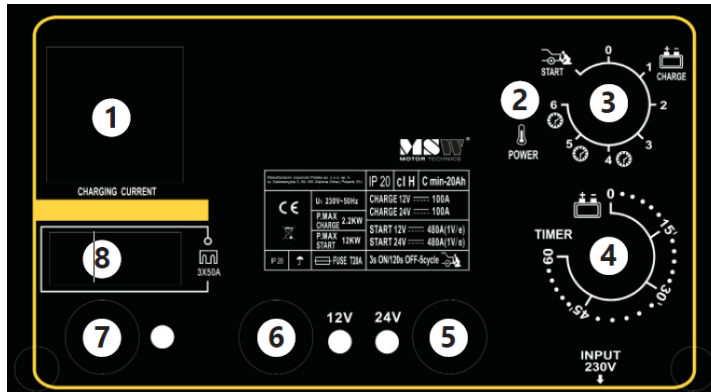 1
CHARGING CURRENT
8
3X50A
7
6
12V
24V
5
MSW®
MOTOR TECHNICS
IP 20
cl H
C min-20Ah
CE
U1 230V~50Hz
P.MAX CHARGE 2.2KW
P.MAX START 12KW
CHARGE 12V 100A
CHARGE 24V 100A
START 12V 480A(1V/e)
START 24V 480A(1V/e)
IP 20
FUSE T20A
3s ON/120s OFF-5cycle
START
0
+ -
CHARGE
1
2
3
4
5
6
2
POWER
3
+ -
TIMER
0
15'
30'
45'
60
4
INPUT
230V